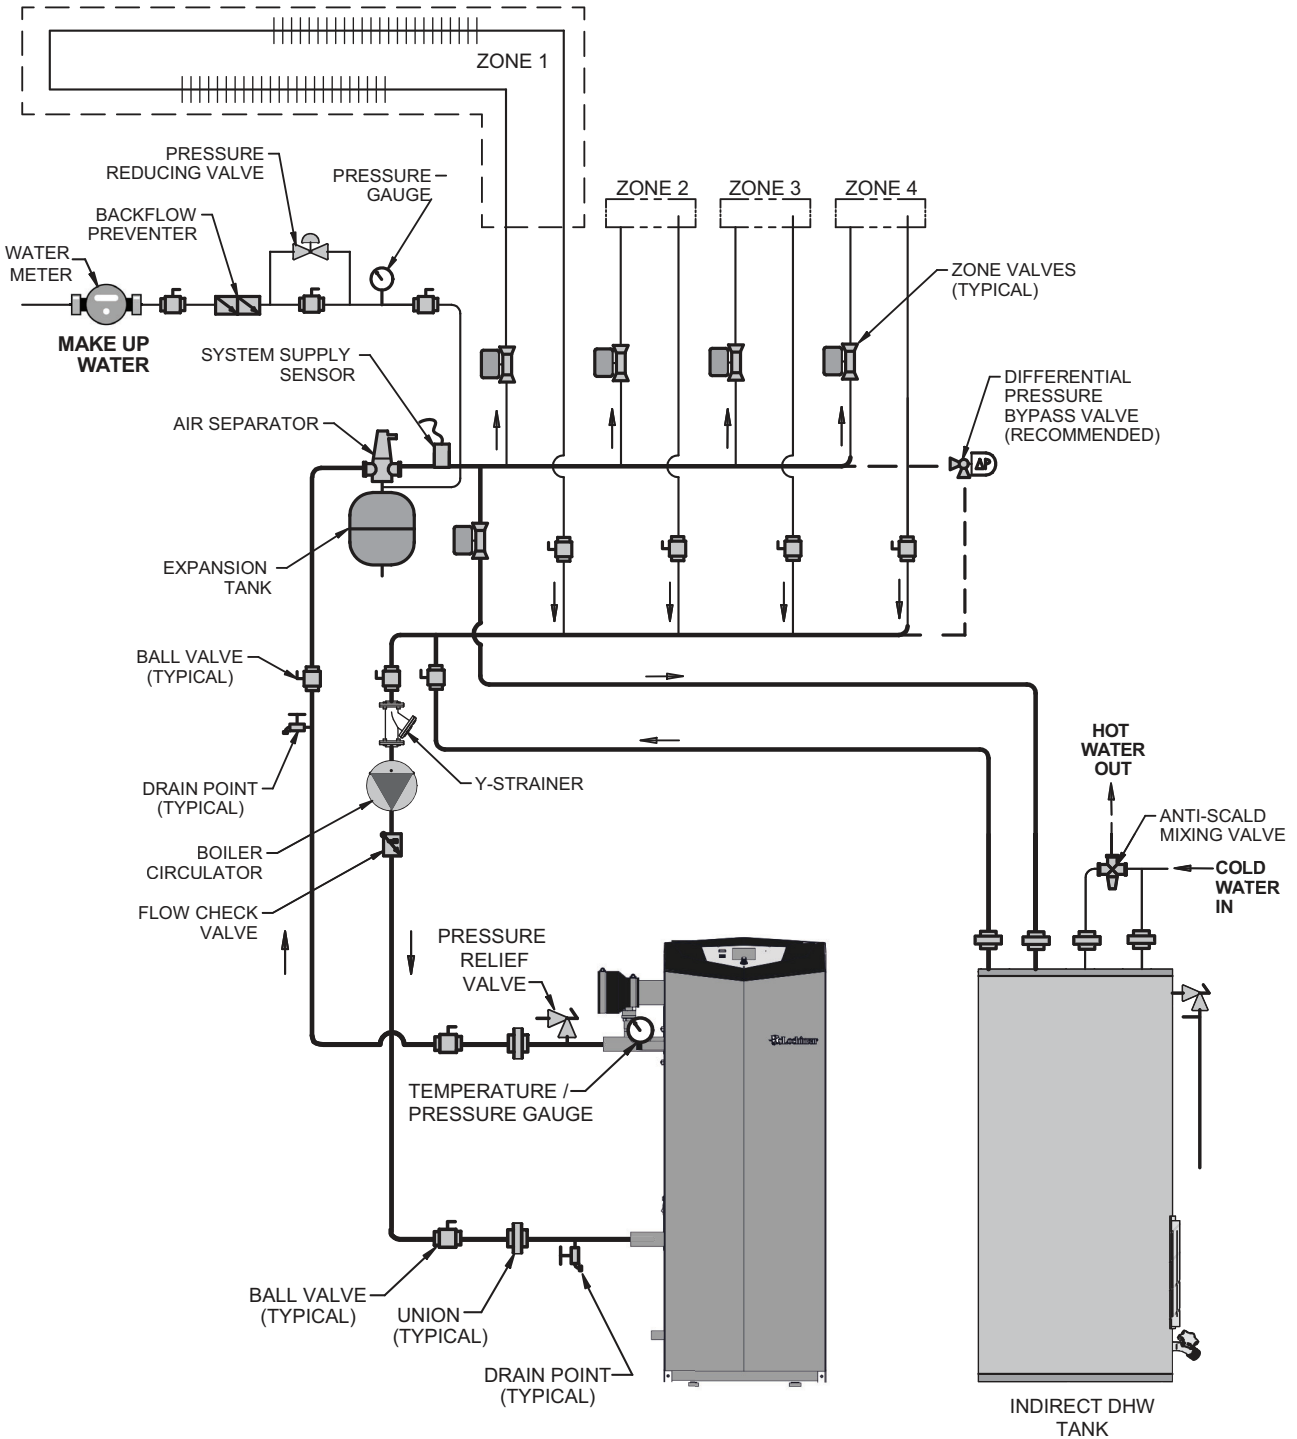 ZONE 1
PRESSURE
REDUCING VALVE
PRESSURE
GAUGE
ZONE 2
ZONE 3
ZONE 4
BACKFLOW
PREVENTER
WATER
METER
ZONE VALVES
(TYPICAL)
MAKE UP
WATER
SYSTEM SUPPLY
SENSOR
DIFFERENTIAL
PRESSURE
BYPASS VALVE
(RECOMMENDED)
AIR SEPARATOR
ΔP
EXPANSION
TANK
BALL VALVE
(TYPICAL)
HOT
WATER
OUT
DRAIN POINT
(TYPICAL)
Y-STRAINER
ANTI-SCALD
MIXING VALVE
BOILER
CIRCULATOR
COLD
WATER
IN
FLOW CHECK
VALVE
PRESSURE
RELIEF
VALVE
Lochinvar
TEMPERATURE /
PRESSURE GAUGE
BALL VALVE
(TYPICAL)
UNION
(TYPICAL)
DRAIN POINT
(TYPICAL)
INDIRECT DHW
TANK